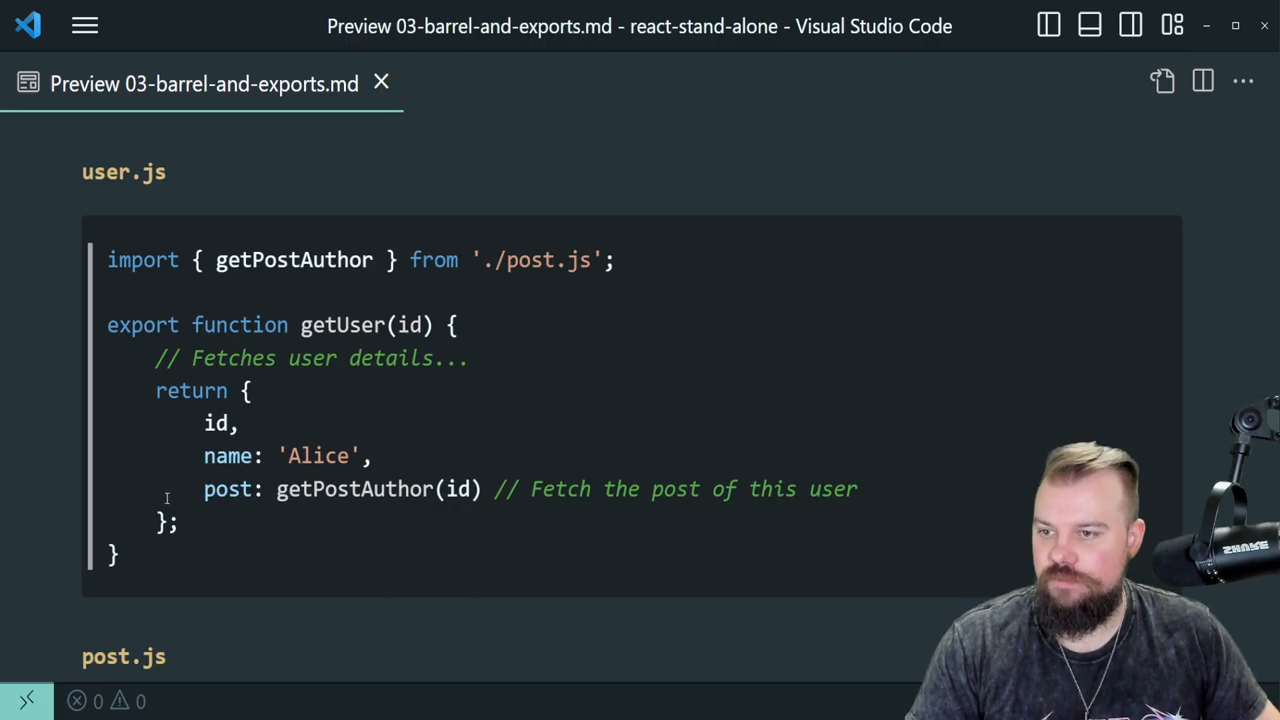 Preview 03-barrel-and-exports.md - react-stand-alone - Visual Studio Code
Preview 03-barrel-and-exports.md
user.js
import { getPostAuthor } from './post.js';
export function getUser(id) {
// Fetches user details...
return {
id,
name: 'Alice',
post: getPostAuthor(id) // Fetch the post of this user
};
}
SHURE
post.js
0 0